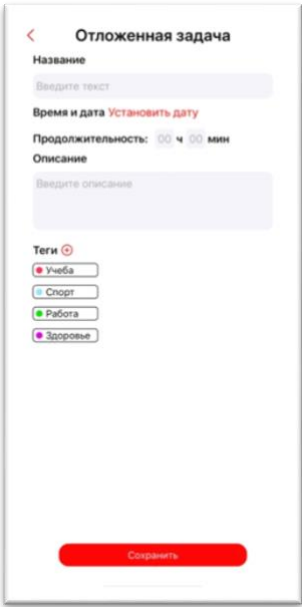 Отложенная задача
Название
Введите текст
Время и дата Установить дату
Продолжительность: 00 ч 00 мин
Описание
Введите описание
Теги
Учеба
Спорт
Работа
Здоровье
Сохранить